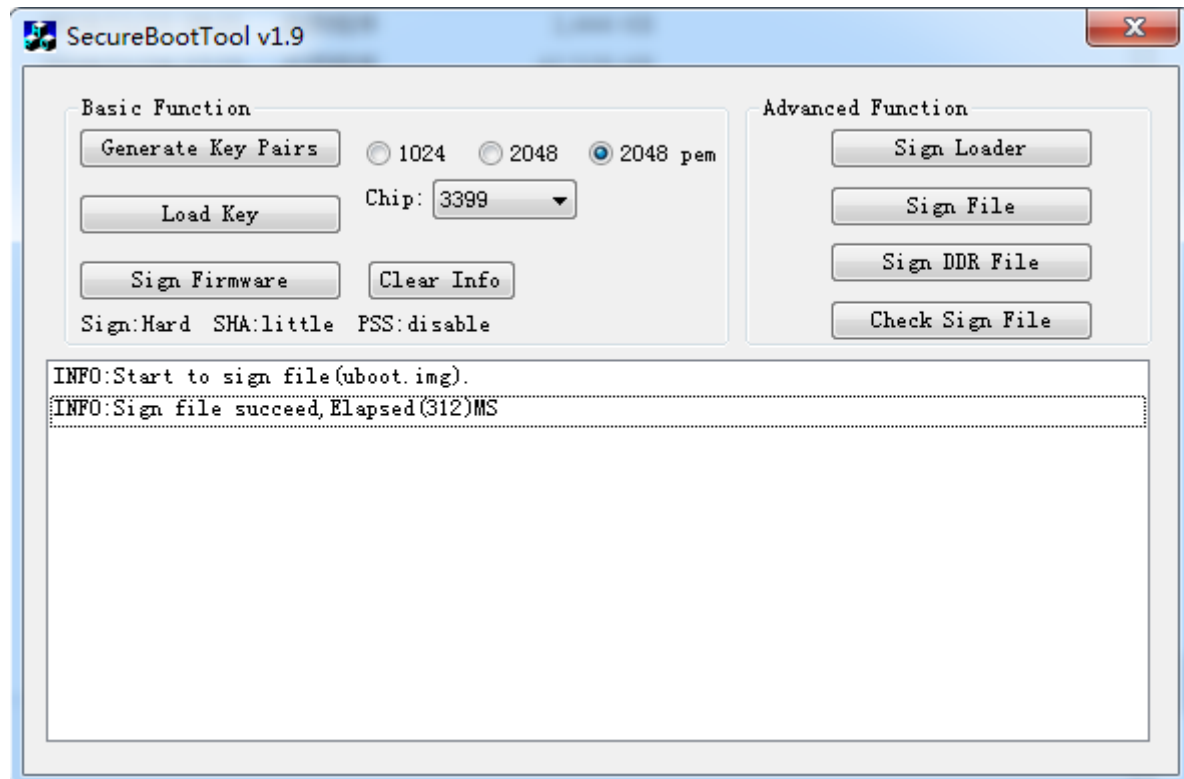 SecureBootTool v1.9
Basic Function
Generate Key Pairs
1024
2048
2048 pem
Load Key
Chip: 3399
Sign Firmware
Clear Info
Sign:Hard SHA:little PSS:disable
Advanced Function
Sign Loader
Sign File
Sign DDR File
Check Sign File
INFO:Start to sign file(uboot.img).
INFO:Sign file succeed,Elapsed(312)MS